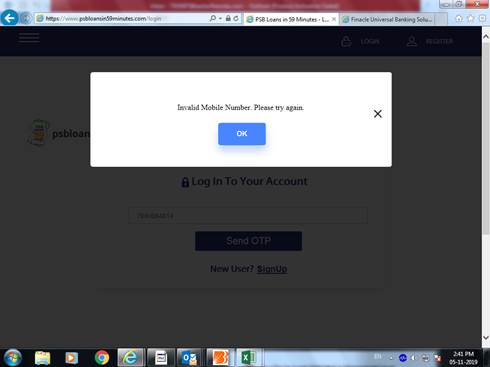 https://www.psbloansin59minutes.com/login
PSB Loans in 59 Minutes - L...
Finacle Universal Banking Solu...
LOGIN
REGISTER
Invalid Mobile Number. Please try again.
OK
psbloan
Log In To Your Account
Send OTP
New User? SignUp
EN
2:41 PM
05-11-2019